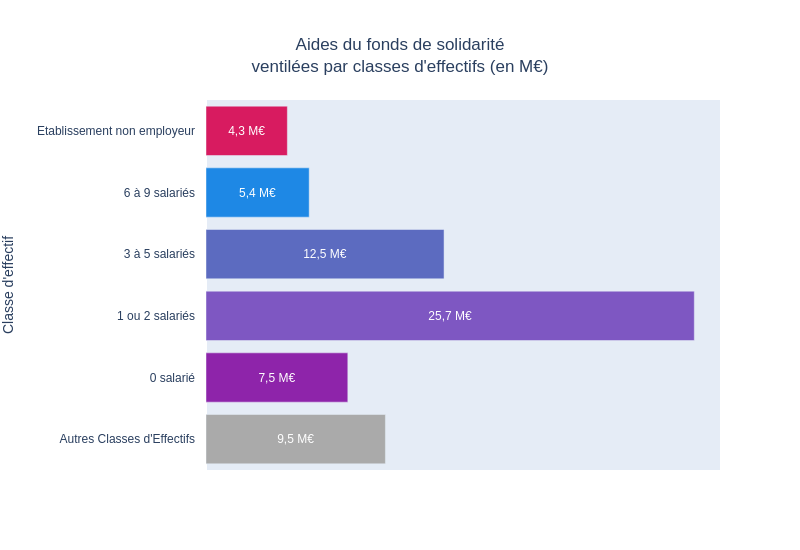 Aides du fonds de solidarité
ventilées par classes d'effectifs (en M€)
Classe d'effectif
Etablissement non employeur
4,3 M€
6 à 9 salariés
5,4 M€
3 à 5 salariés
12,5 M€
1 ou 2 salariés
25,7 M€
0 salarié
7,5 M€
Autres Classes d'Effectifs
9,5 M€